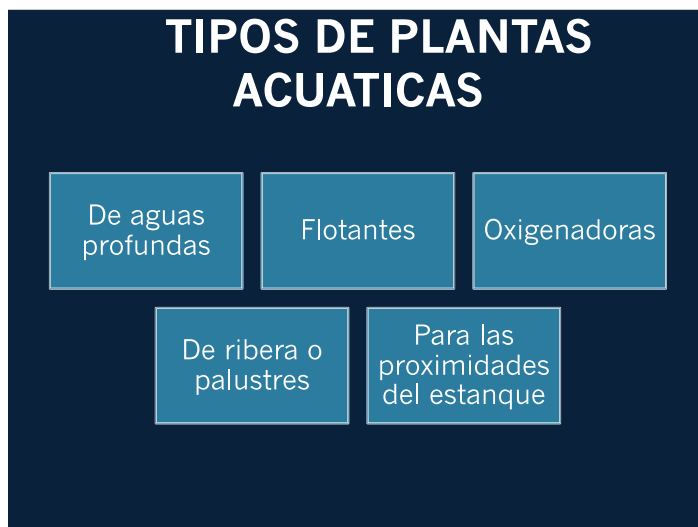 TIPOS DE PLANTAS
ACUATICAS
De aguas
profundas
Flotantes
Oxigenadoras
De ribera o
palustres
Para las
proximidades
del estanque